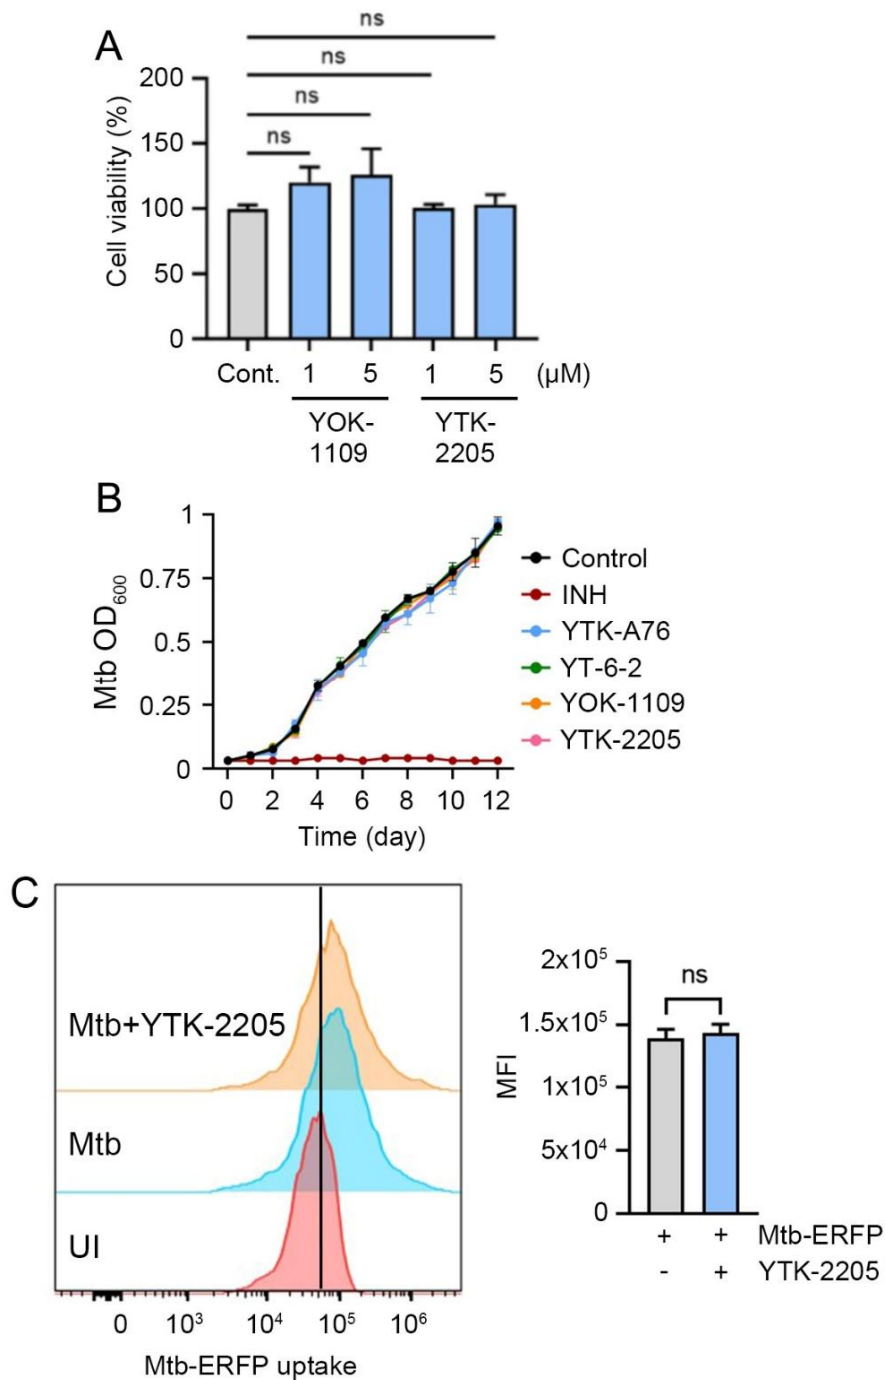 A
ns
ns
ns
ns
Cell viability (%)
200
150
100
50
0
Cont. 1 5 1 5 (µM)
YOK-1109 YTK-2205
B
Mtb OD₆₀₀
1
0.75
0.5
0.25
0
0 2 4 6 8 10 12
Time (day)
Control
INH
YTK-A76
YT-6-2
YOK-1109
YTK-2205
C
Mtb+YTK-2205
Mtb
UI
0 10³ 10⁴ 10⁵ 10⁶
Mtb-ERFP uptake
MFI
2x10⁵
1.5x10⁵
1x10⁵
5x10⁴
0
ns
+ + Mtb-ERFP
- + YTK-2205